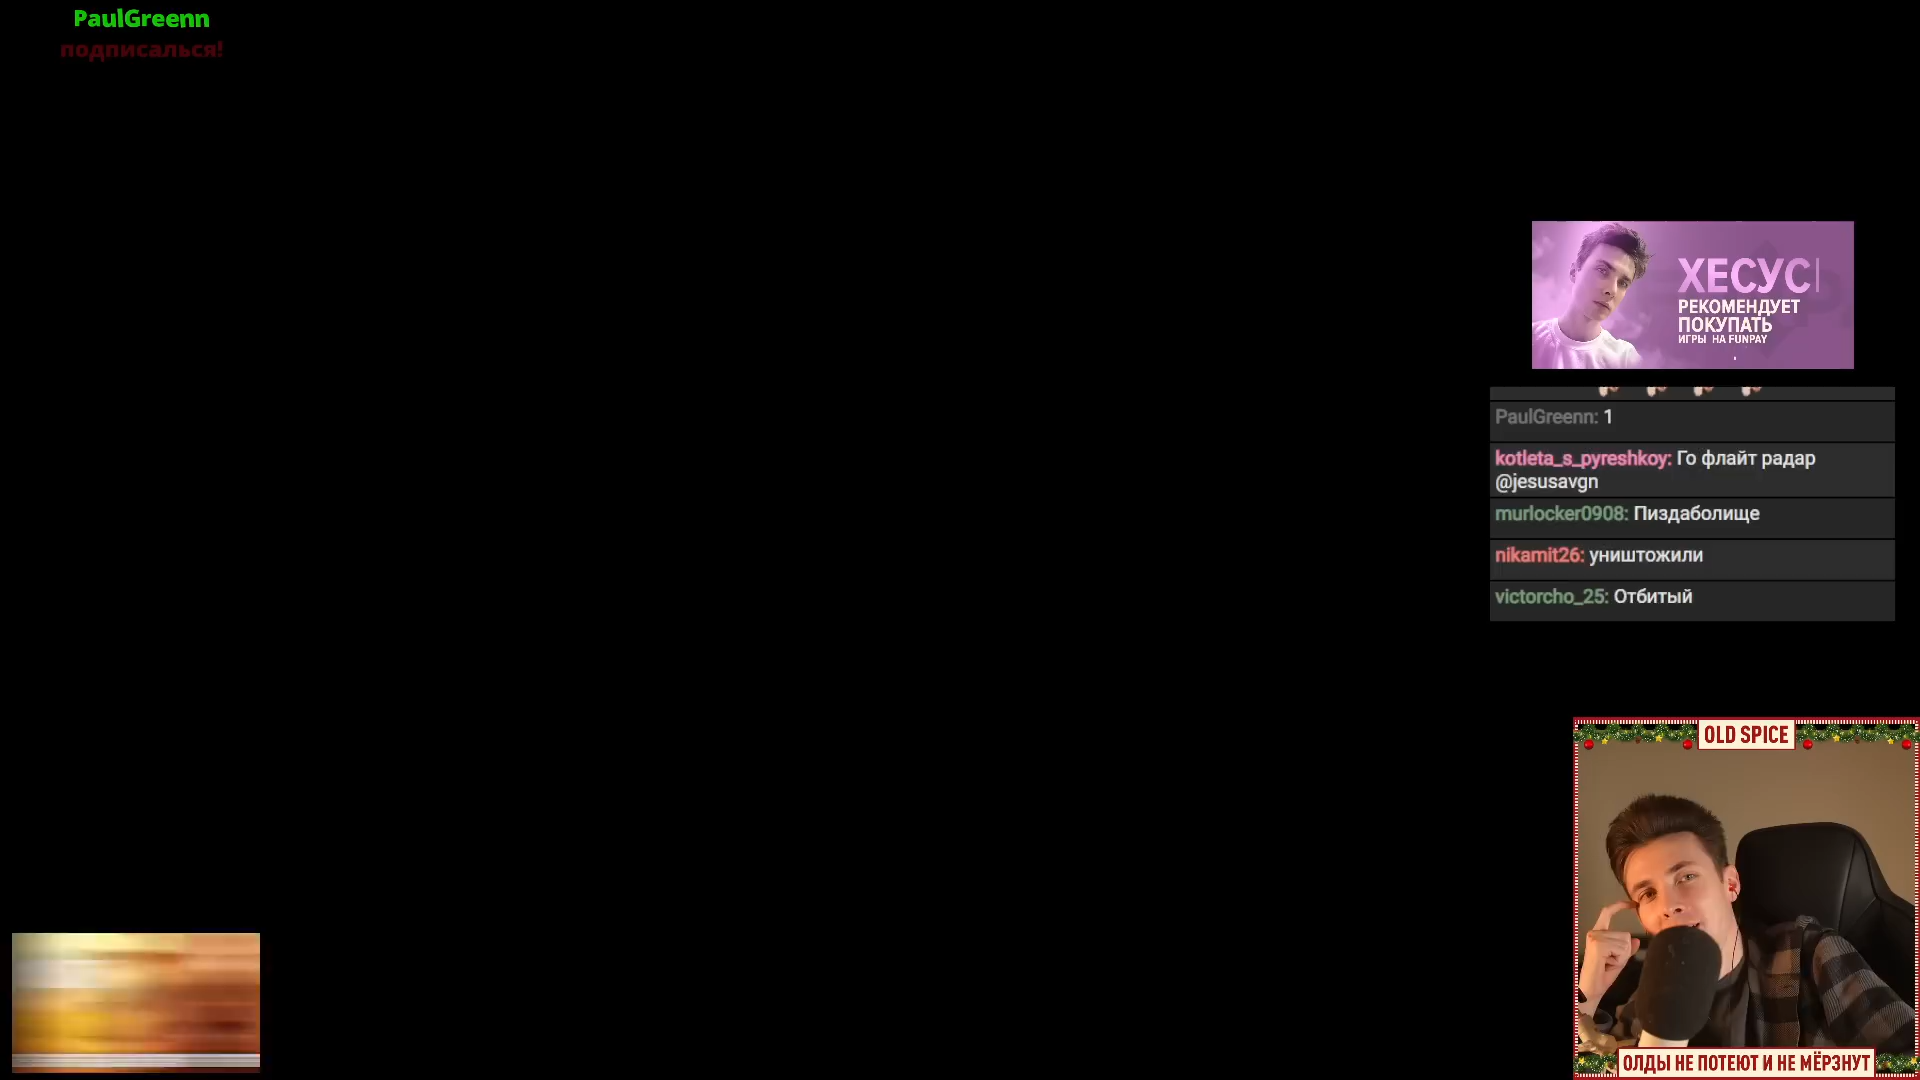 PaulGreenn
подписалься!
ХЕСУС
РЕКОМЕНДУЕТ
ПОКУПАТЬ
ИГРЫ НА FUNPAY
PaulGreenn: 1
kotleta_s_pyreshkoy: Го флайт радар
@jesusavgn
murlocker0908: Пиздаболище
nikamit26: уништожили
victorcho_25: Отбитый
OLD SPICE
ОЛДЫ НЕ ПОТЕЮТ И НЕ МЁРЗНУТ